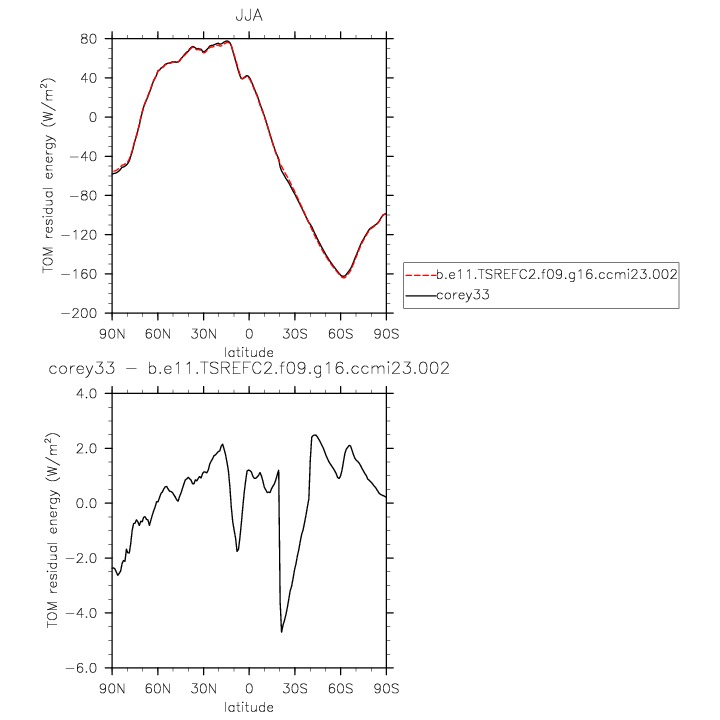 JJA
TOM residual energy (W/m²)
80
40
0
−40
−80
−120
−160
−200
90N 60N 30N 0 30S 60S 90S
latitude
b.e11.TSREFC2.f09.g16.ccmi23.002
corey33
corey33 − b.e11.TSREFC2.f09.g16.ccmi23.002
TOM residual energy (W/m²)
4.0
2.0
0.0
−2.0
−4.0
−6.0
90N 60N 30N 0 30S 60S 90S
latitude